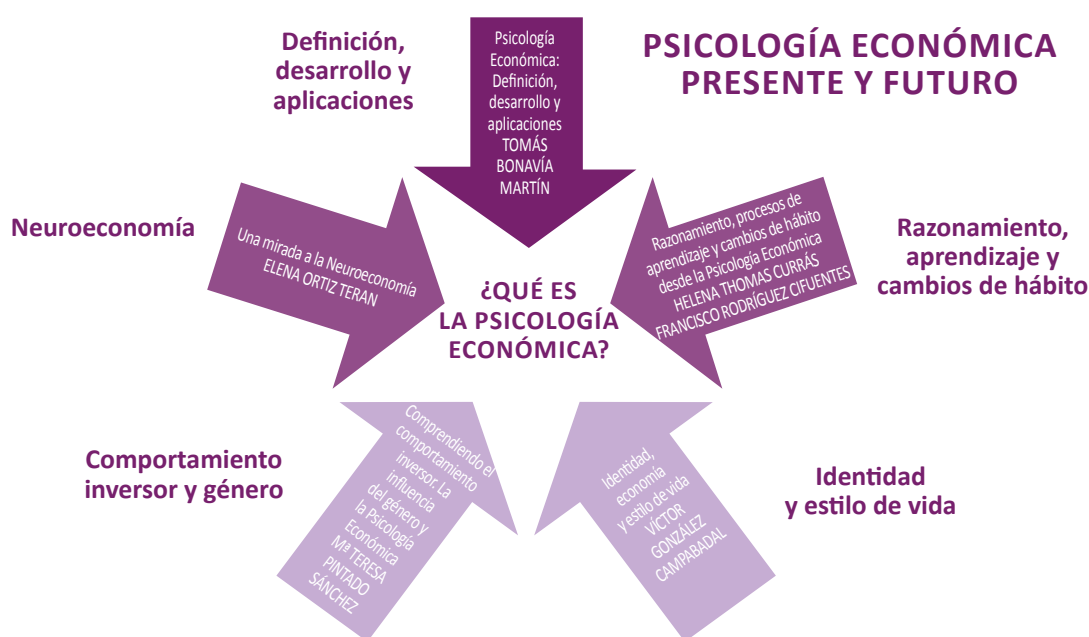 PSICOLOGÍA ECONÓMICA
PRESENTE Y FUTURO
Definición,
desarrollo y
aplicaciones
Psicología
Económica:
Definición,
desarrollo y
aplicaciones
TOMÁS
BONAVÍA
MARTÍN
Neuroeconomía
Una mirada a la Neuroeconomía
ELENA ORTIZ TERAN
¿QUÉ ES
LA PSICOLOGÍA
ECONÓMICA?
Razonamiento, procesos de
aprendizaje y cambios de hábito
desde la Psicología Económica
HELENA THOMAS CURRÁS
FRANCISCO RODRÍGUEZ CIFUENTES
Razonamiento,
aprendizaje y
cambios de hábito
Comportamiento
inversor y género
Comprendiendo el
comportamiento
inversor. La
influencia
del género y
la Psicología
Económica
Mª TERESA
PINTADO
SÁNCHEZ
Identidad,
economía
y estilo de vida
VÍCTOR
GONZÁLEZ
CAMPABADAL
Identidad
y estilo de vida